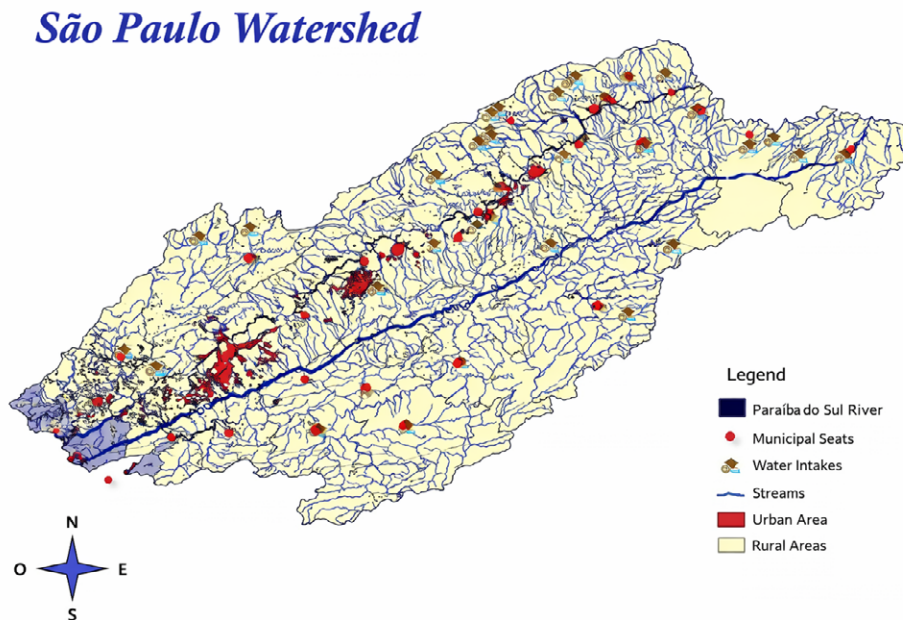 São Paulo Watershed
Legend
Paraíba do Sul River
Municipal Seats
Water Intakes
Streams
Urban Area
Rural Areas
N
O E
S